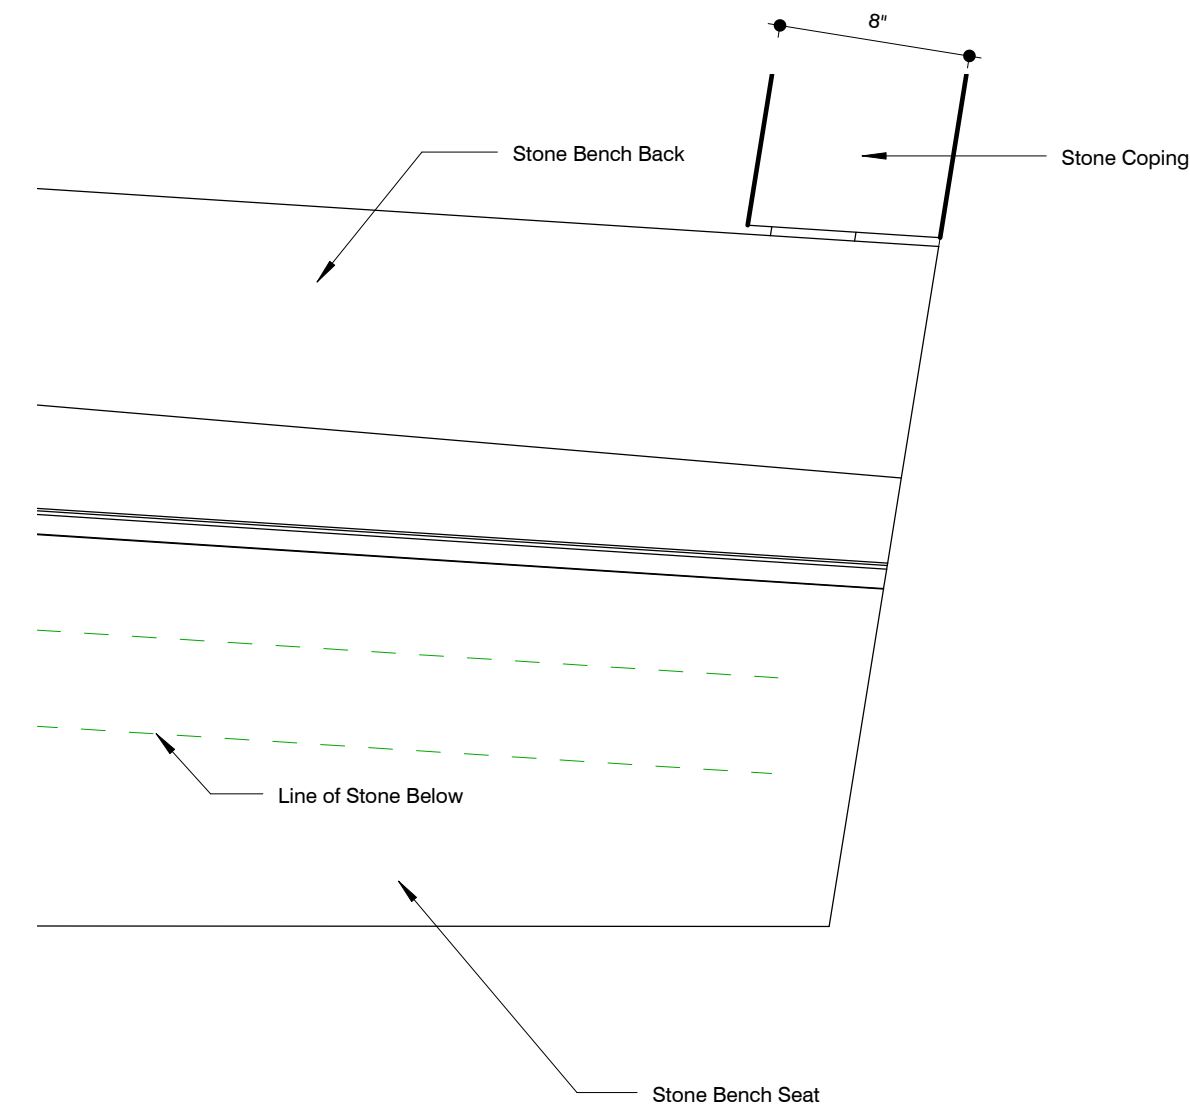 8"
Stone Bench Back
Stone Coping
Line of Stone Below
Stone Bench Seat